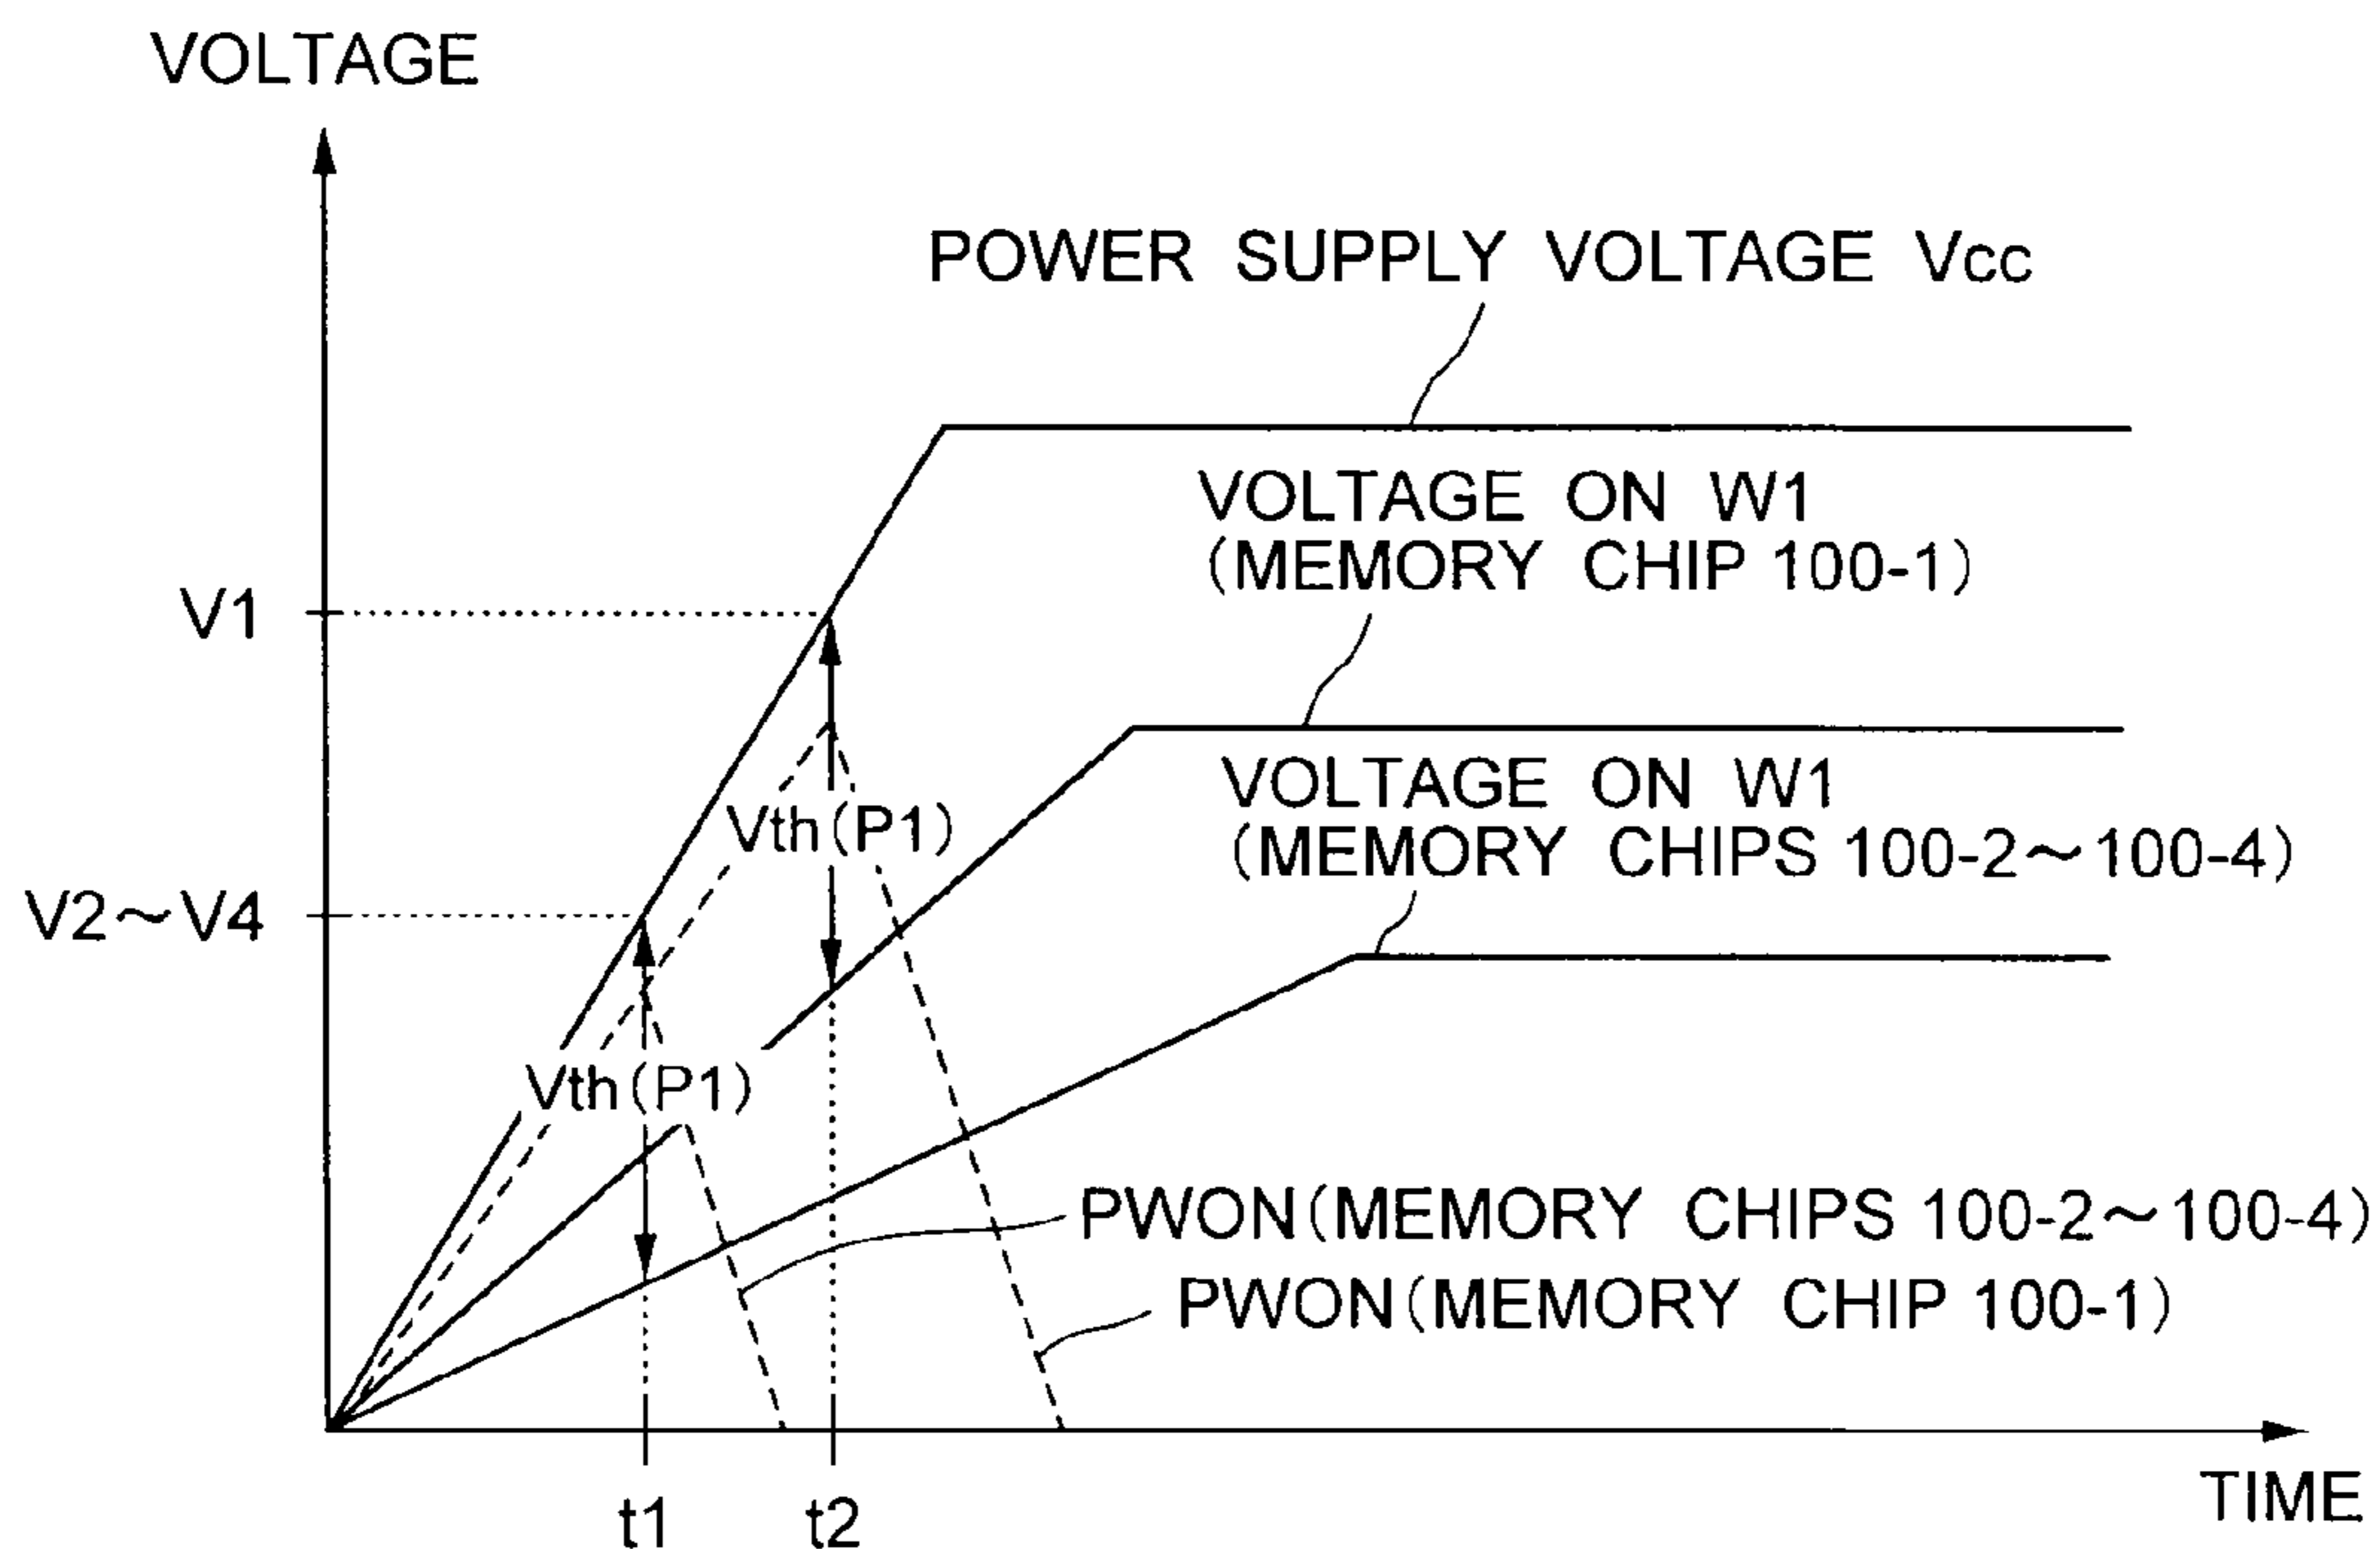 VOLTAGE
POWER SUPPLY VOLTAGE Vcc
VOLTAGE ON W1
(MEMORY CHIP 100-1)
V1
VOLTAGE ON W1
(MEMORY CHIPS 100-2~100-4)
Vth(P1)
V2~V4
Vth(P1)
PWON(MEMORY CHIPS 100-2~100-4)
PWON(MEMORY CHIP 100-1)
TIME
t1
t2